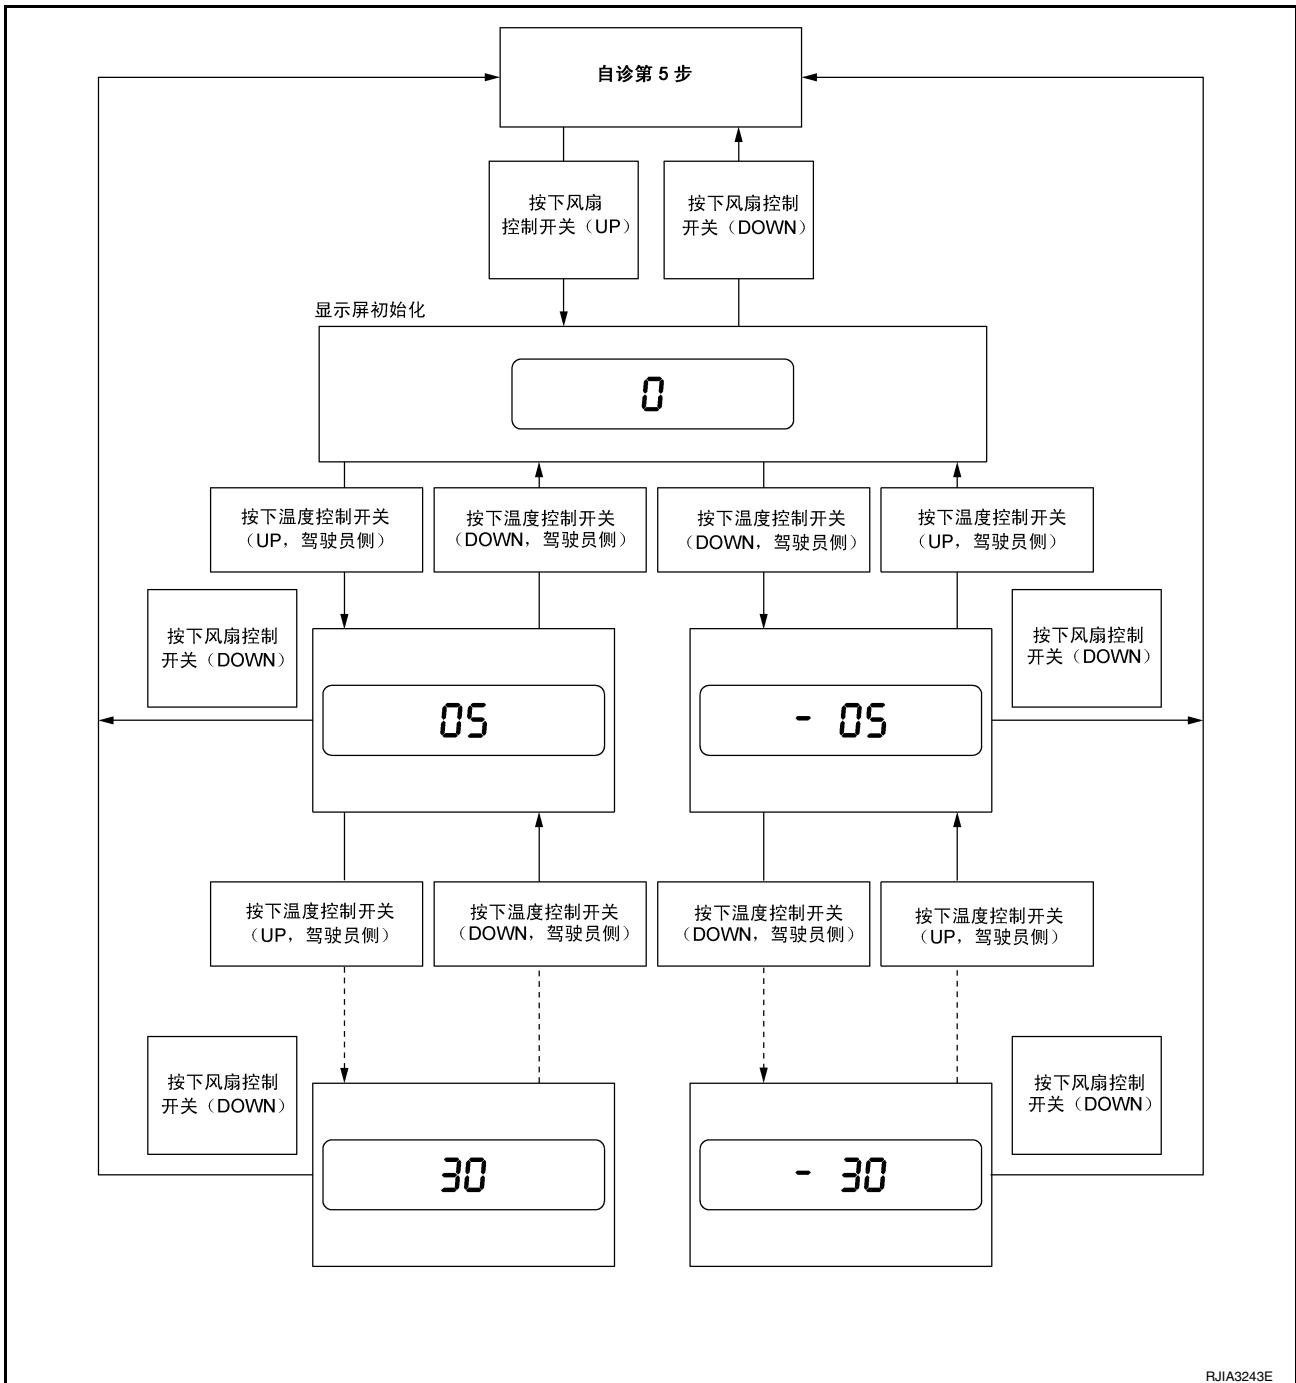 自诊第 5 步
按下风扇
控制开关（UP）
按下风扇控制
开关（DOWN）
显示屏初始化
0
按下温度控制开关
（UP，驾驶员侧）
按下温度控制开关
（DOWN，驾驶员侧）
按下温度控制开关
（DOWN，驾驶员侧）
按下温度控制开关
（UP，驾驶员侧）
按下风扇控制
开关（DOWN）
05
- 05
按下风扇控制
开关（DOWN）
按下温度控制开关
（UP，驾驶员侧）
按下温度控制开关
（DOWN，驾驶员侧）
按下温度控制开关
（DOWN，驾驶员侧）
按下温度控制开关
（UP，驾驶员侧）
按下风扇控制
开关（DOWN）
30
- 30
按下风扇控制
开关（DOWN）
RJIA3243E